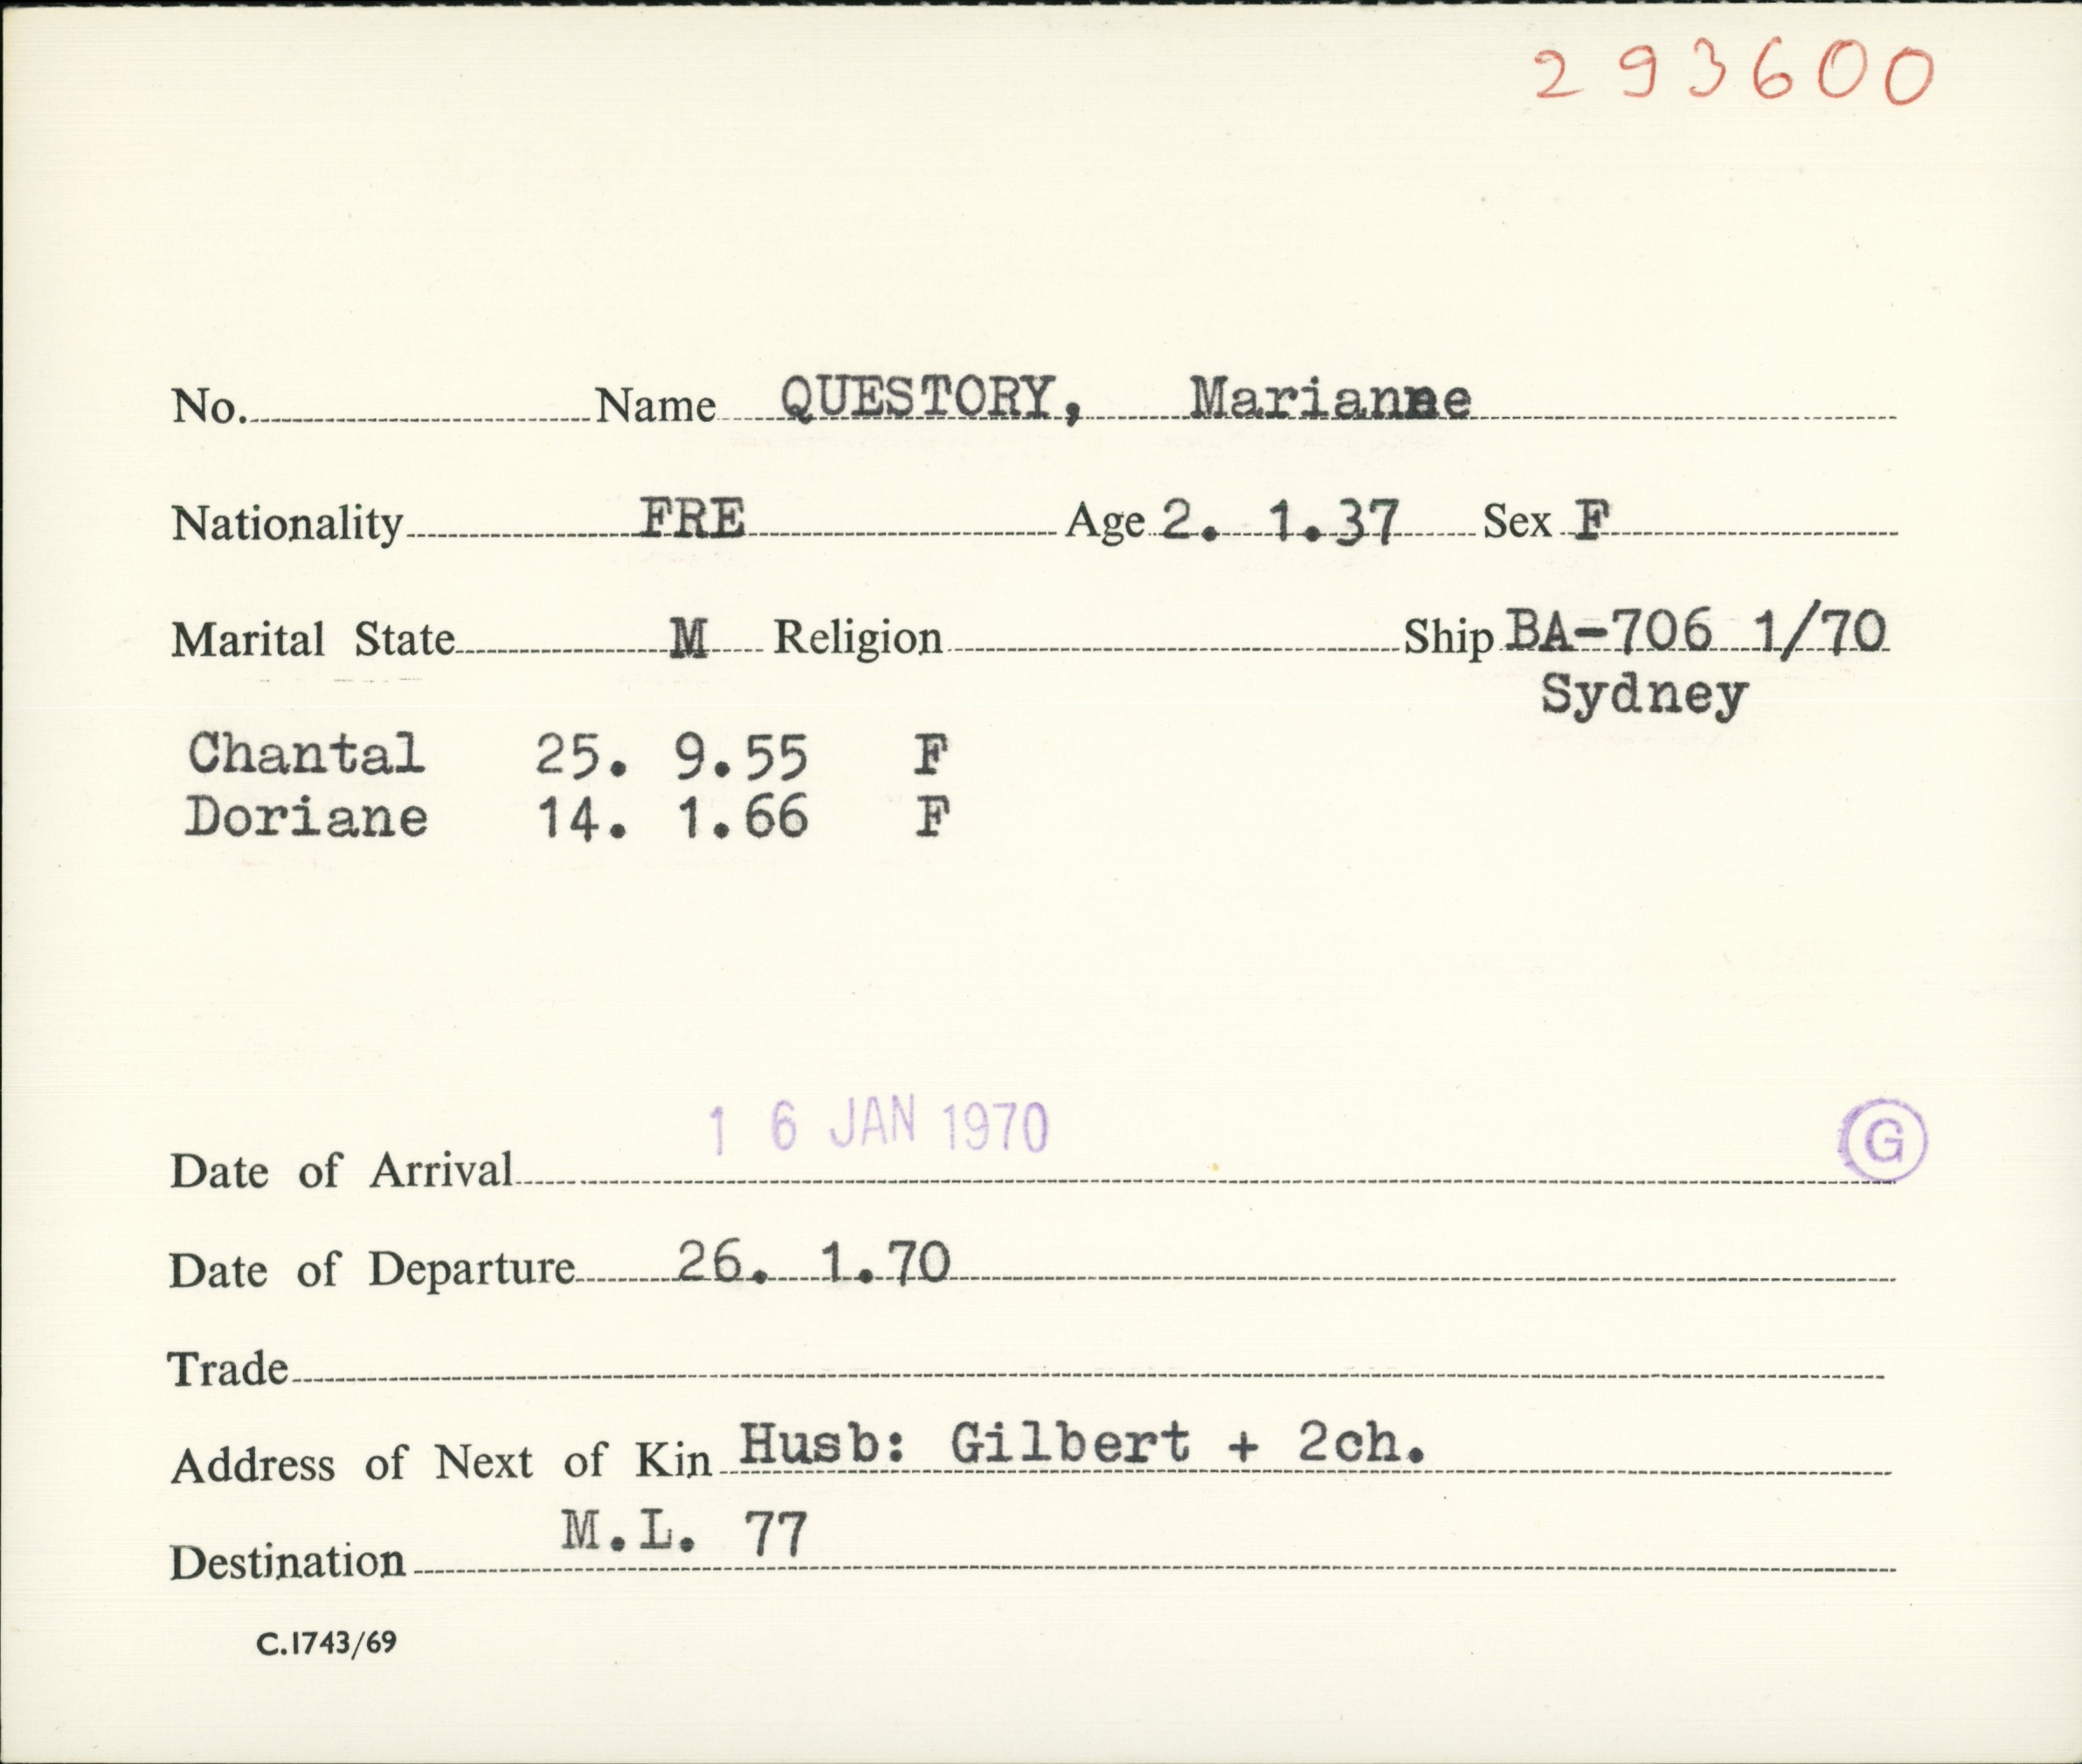 293600
No. Name QUESTORY, Marianne
Nationality FRE Age 2. 1.37 Sex F
Marital State M Religion Ship BA-706 1/70
Sydney
Chantal 25. 9.55 F
Doriane 14. 1.66 F
16 JAN 1970 G
Date of Arrival
Date of Departure 26. 1.70
Trade
Address of Next of Kin Husb: Gilbert + 2ch.
M.L. 77
Destination
C.1743/69